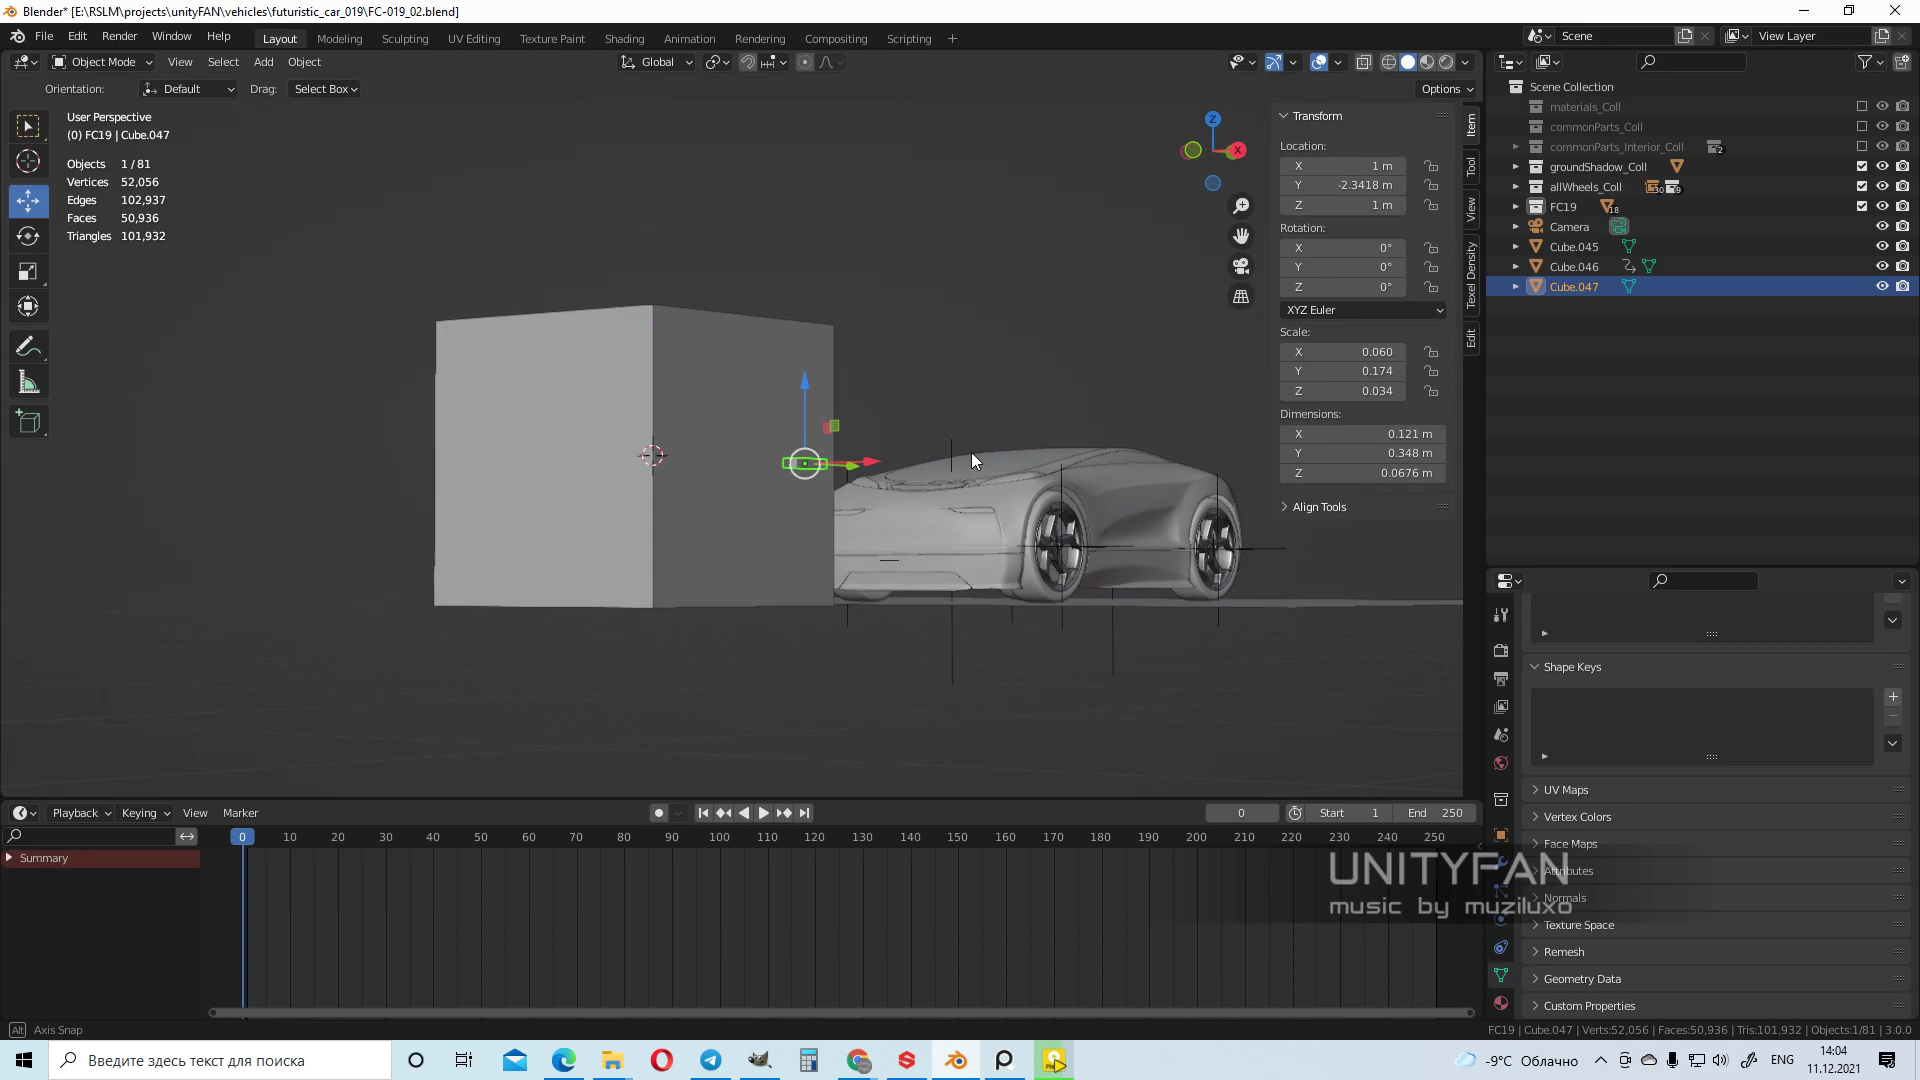 Blender* [E:\RSLM\projects\unityFAN\vehicles\futuristic_car_019\FC-019_02.blend]
File Edit Render Window Help Layout Modeling Sculpting UV Editing Texture Paint Shading Animation Rendering Compositing Scripting + Scene View Layer
Object Mode View Select Add Object Global
Orientation: Default Drag: Select Box Options
User Perspective
(0) FC19 | Cube.047
Objects 1 / 81
Vertices 52,056
Edges 102,937
Faces 50,936
Triangles 101,932
Z
X
Transform
Location:
X 1 m
Y -2.3418 m
Z 1 m
Rotation:
X 0°
Y 0°
Z 0°
XYZ Euler
Scale:
X 0.060
Y 0.174
Z 0.034
Dimensions:
X 0.121 m
Y 0.348 m
Z 0.0676 m
Align Tools
Item
Tool
View
Texel Density
Edit
Scene Collection
materials_Coll
commonParts_Coll
commonParts_Interior_Coll 2
groundShadow_Coll
allWheels_Coll 30 9
FC19 18
Camera
Cube.045
Cube.046
Cube.047
Shape Keys
UV Maps
Vertex Colors
Face Maps
Attributes
Normals
Texture Space
Remesh
Geometry Data
Custom Properties
Playback Keying View Marker 0 Start 1 End 250
0 10 20 30 40 50 60 70 80 90 100 110 120 130 140 150 160 170 180 190 200 210 220 230 240 250
Summary
UNITYFAN
music by muziluxo
Alt Axis Snap
FC19 | Cube.047 | Verts:52,056 | Faces:50,936 | Tris:101,932 | Objects:1/81 | 3.0.0
Введите здесь текст для поиска
-9°C Облачно
ENG
14:04
11.12.2021